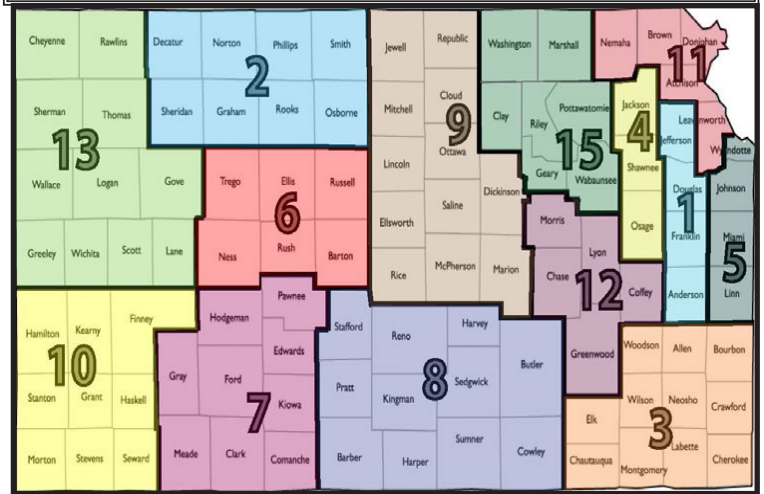 Cheyenne Rawlins Decatur Norton Phillips Smith Jewell Republic Washington Marshall Nemaha Brown Doniphan
2 11
Sherman Thomas Sheridan Graham Rooks Osborne Mitchell Cloud Clay Riley Pottawatomie Jackson Atchison
13 9 15 4 Jefferson Leavenworth
Ottawa Geary Wabaunsee Shawnee Wyandotte
Wallace Logan Gove Trego Ellis Russell Lincoln Saline Dickinson Douglas Johnson
6 1
Greeley Wichita Scott Lane Ness Rush Barton Ellsworth Morris Lyon Osage Franklin Miami
5
Rice McPherson Marion Chase 12 Coffey Anderson Linn
Hamilton Kearny Finney Hodgeman Pawnee Stafford Reno Harvey Greenwood Woodson Allen Bourbon
10 Edwards Butler
Stanton Grant Haskell Gray Ford Kiowa Pratt Kingman 8 Sedgwick Elk Wilson Neosho Crawford
7 3
Morton Stevens Seward Meade Clark Comanche Barber Harper Sumner Cowley Chautauqua Montgomery Labette Cherokee